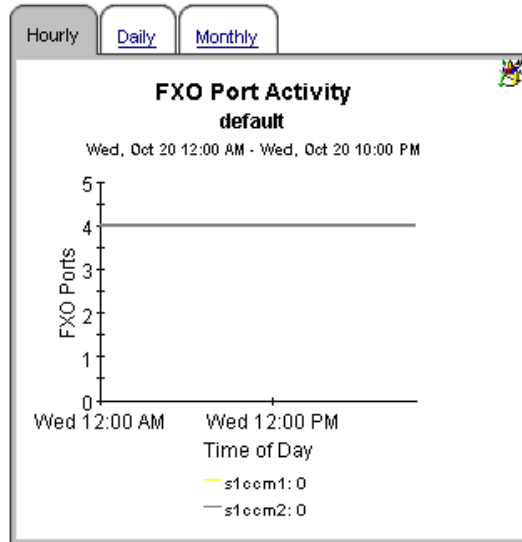 Hourly
Daily
Monthly
FXO Port Activity
default
Wed, Oct 20 12:00 AM - Wed, Oct 20 10:00 PM
5
4
3
2
1
0
FXO Ports
Wed 12:00 AM
Wed 12:00 PM
Time of Day
s1ccm1: 0
s1ccm2: 0